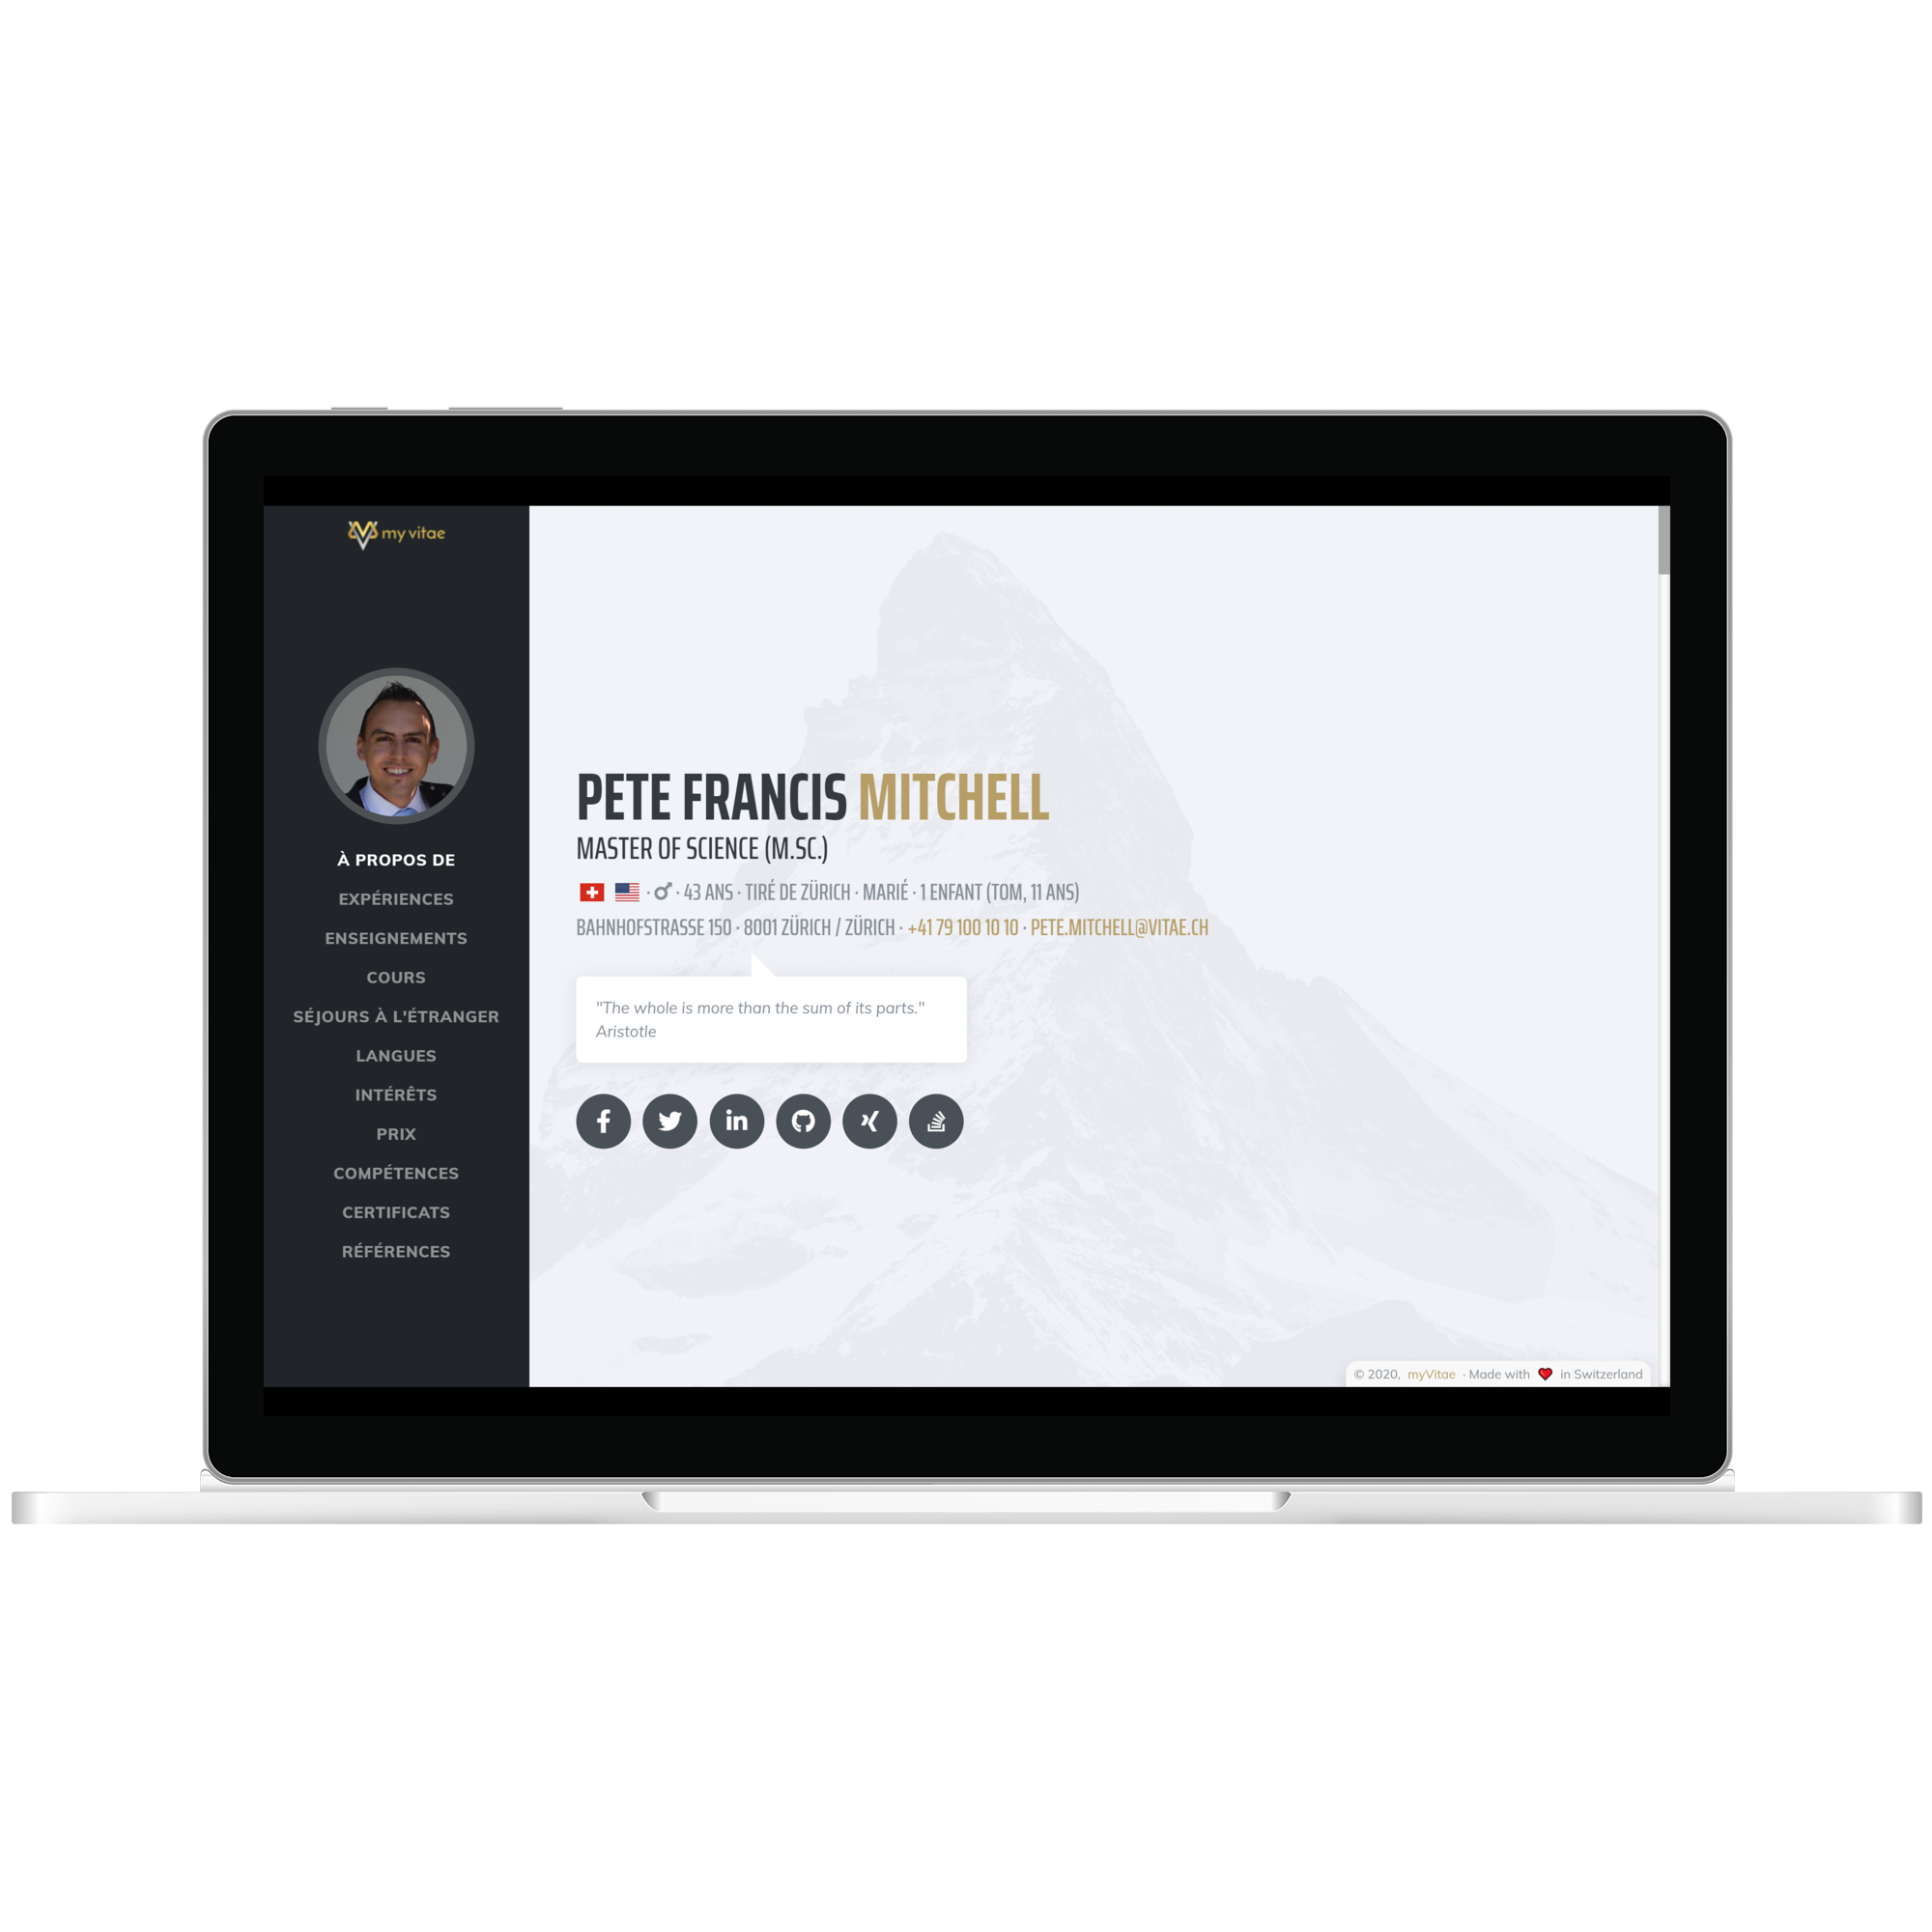 my vitae
À PROPOS DE
EXPÉRIENCES
ENSEIGNEMENTS
COURS
SÉJOURS À L'ÉTRANGER
LANGUES
INTÉRÊTS
PRIX
COMPÉTENCES
CERTIFICATS
RÉFÉRENCES
PETE FRANCIS MITCHELL
MASTER OF SCIENCE (M.SC.)
· · 43 ANS · TIRÉ DE ZÜRICH · MARIÉ · 1 ENFANT (TOM, 11 ANS)
BAHNHOFSTRASSE 150 · 8001 ZÜRICH / ZÜRICH · +41 79 100 10 10 · PETE.MITCHELL@VITAE.CH
"The whole is more than the sum of its parts."
Aristotle
© 2020, myVitae · Made with ❤ in Switzerland